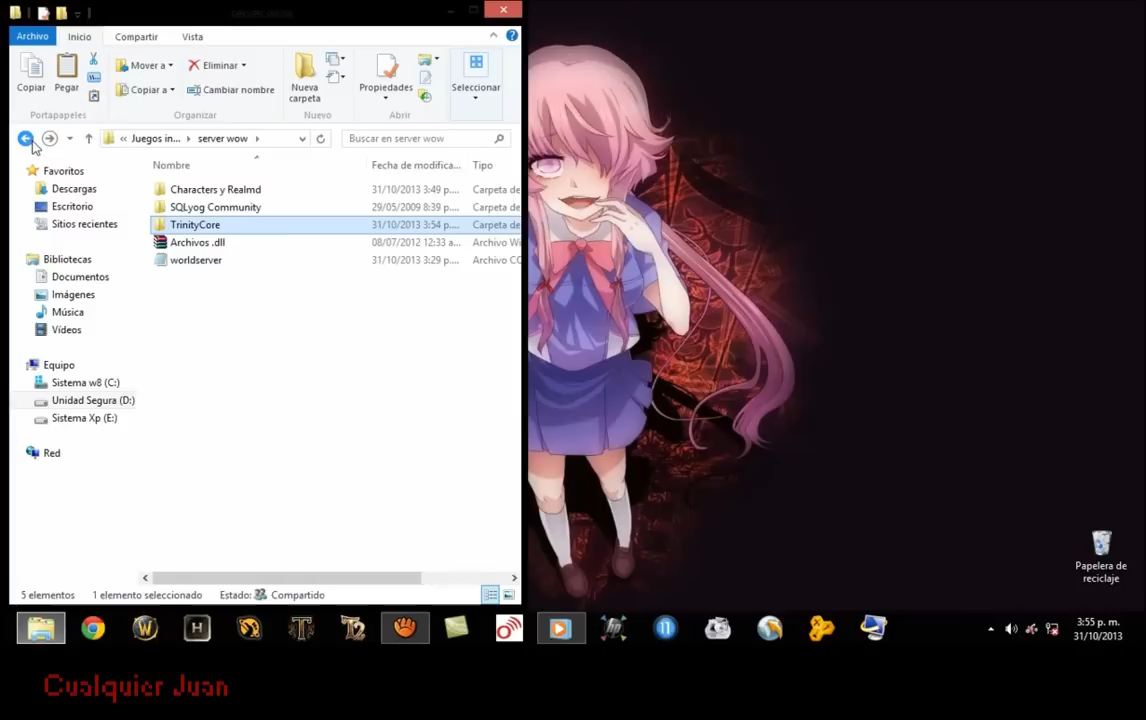 Archivo Inicio Compartir Vista
Copiar Pegar Mover a Copiar a Eliminar Cambiar nombre Nueva carpeta Propiedades Seleccionar
Portapapeles Organizar Nuevo Abrir
« Juegos in... server wow Buscar en server wow
Nombre Fecha de modifica... Tipo
Favoritos
Descargas
Escritorio
Sitios recientes
Bibliotecas
Documentos
Imágenes
Música
Vídeos
Equipo
Sistema w8 (C:)
Unidad Segura (D:)
Sistema Xp (E:)
Red
Characters y Realmd 31/10/2013 3:49 p.... Carpeta de
SQLyog Community 29/05/2009 8:39 p.... Carpeta de
TrinityCore 31/10/2013 3:54 p.... Carpeta de
Archivos .dll 08/07/2012 12:33 a... Archivo Wi
worldserver 31/10/2013 3:29 p.... Archivo CO
5 elementos 1 elemento seleccionado Estado: Compartido
Papelera de
reciclaje
3:55 p. m.
31/10/2013
Cualquier Juan